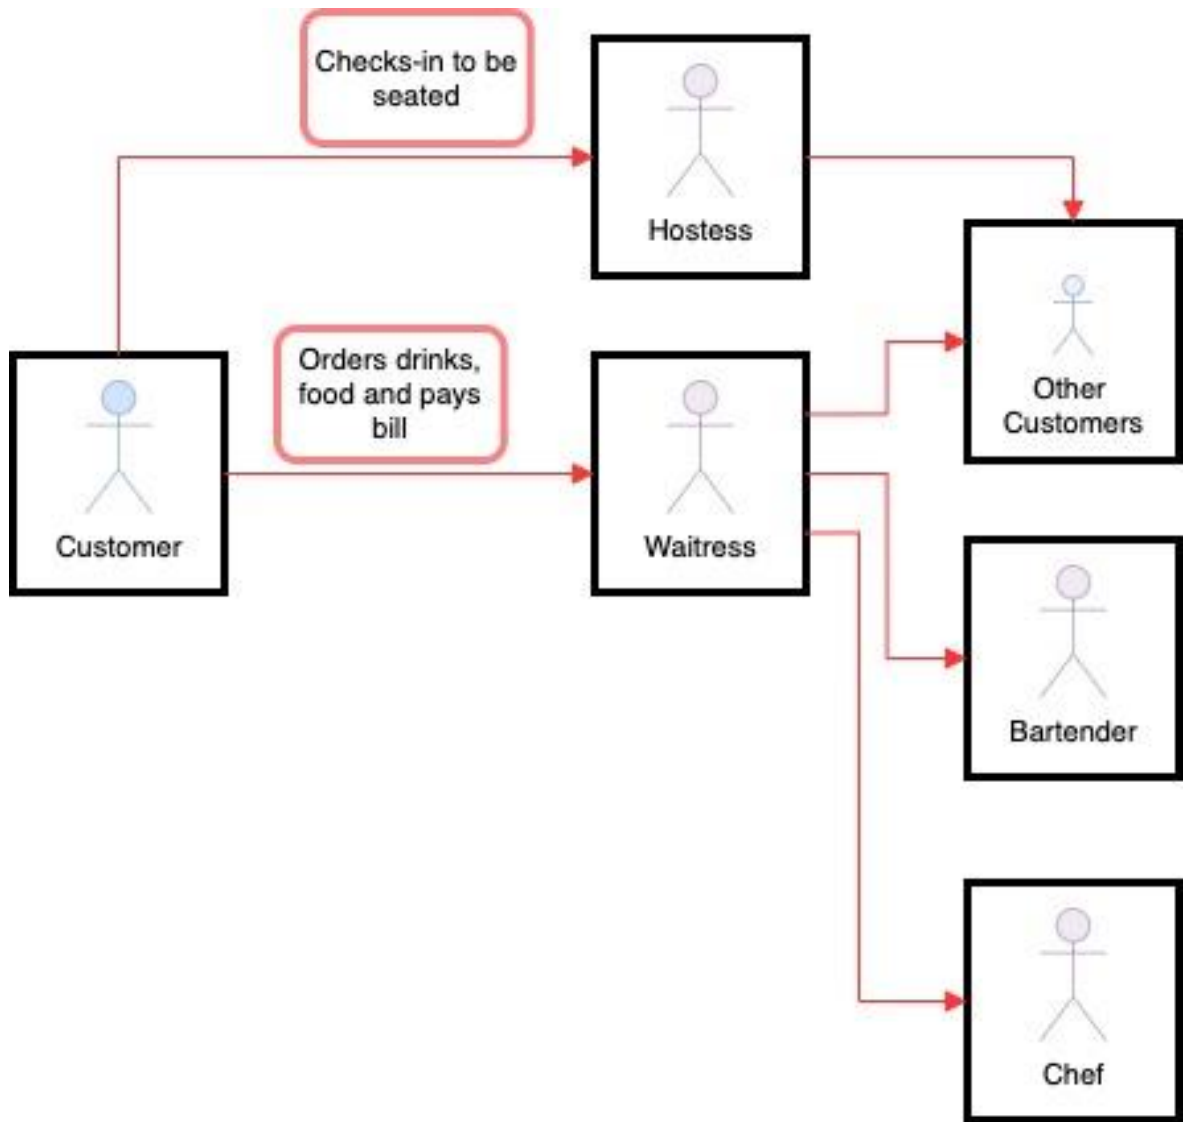 Checks-in to be
seated
Hostess
Orders drinks,
food and pays
bill
Other
Customers
Customer
Waitress
Bartender
Chef